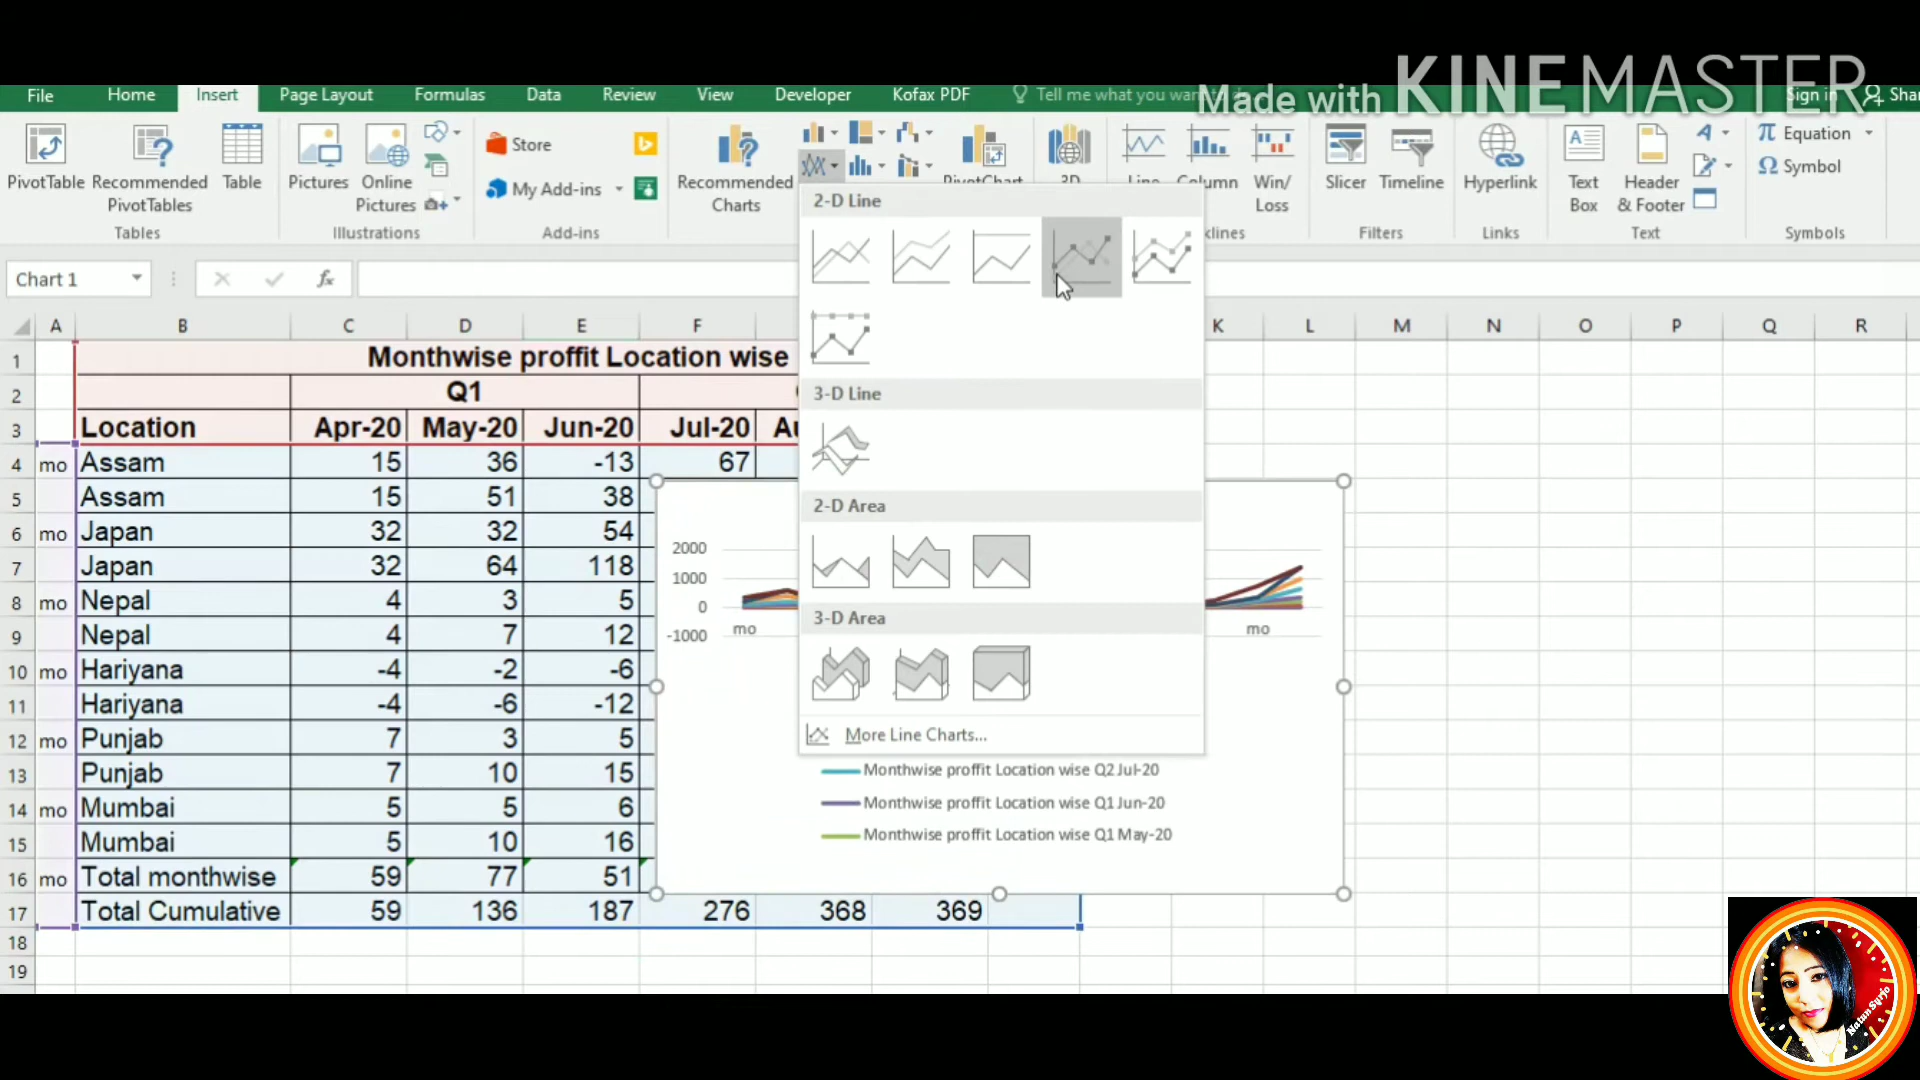 Made with KINEMASTER
File Home Insert Page Layout Formulas Data Review View Developer Kofax PDF Tell me what you want Sign in Shar
PivotTable Recommended PivotTables Table Pictures Online Pictures Store My Add-ins Recommended Charts PivotChart 3D Line Column Win/ Loss Slicer Timeline Hyperlink Text Box Header & Footer Equation Symbol
Tables Illustrations Add-ins Filters Links Text Symbols
Chart 1 fx
2-D Line
3-D Line
2-D Area
3-D Area
More Line Charts...
A B C D E F K L M N O P Q R
1 Monthwise proffit Location wise
2 Q1
3 Location Apr-20 May-20 Jun-20 Jul-20
4 mo Assam 15 36 -13 67
5 Assam 15 51 38
6 mo Japan 32 32 54
7 Japan 32 64 118
8 mo Nepal 4 3 5
9 Nepal 4 7 12
10 mo Hariyana -4 -2 -6
11 Hariyana -4 -6 -12
12 mo Punjab 7 3 5
13 Punjab 7 10 15
14 mo Mumbai 5 5 6
15 Mumbai 5 10 16
16 mo Total monthwise 59 77 51
17 Total Cumulative 59 136 187 276 368 369
18
19
2000
1000
0
-1000
mo mo
Monthwise proffit Location wise Q2 Jul-20
Monthwise proffit Location wise Q1 Jun-20
Monthwise proffit Location wise Q1 May-20
NatunSurjo